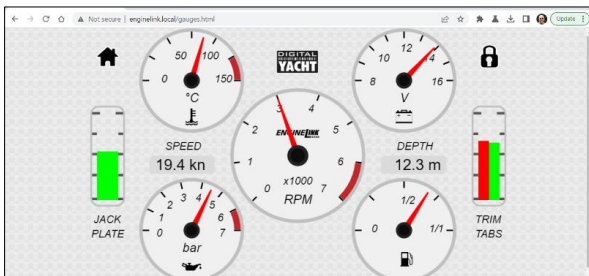 Not secure | enginelink.local/gauges.html
Update
0 50 100 150
°C
DIGITAL
YACHT
8 10 12 14 16
V
SPEED
19.4 kn
0 1 2 3 4 5 6 7
ENGINELINK
x1000
RPM
DEPTH
12.3 m
JACK
PLATE
0 1 2 3 4 5 6 7
bar
0 1/2 1/1
TRIM
TABS